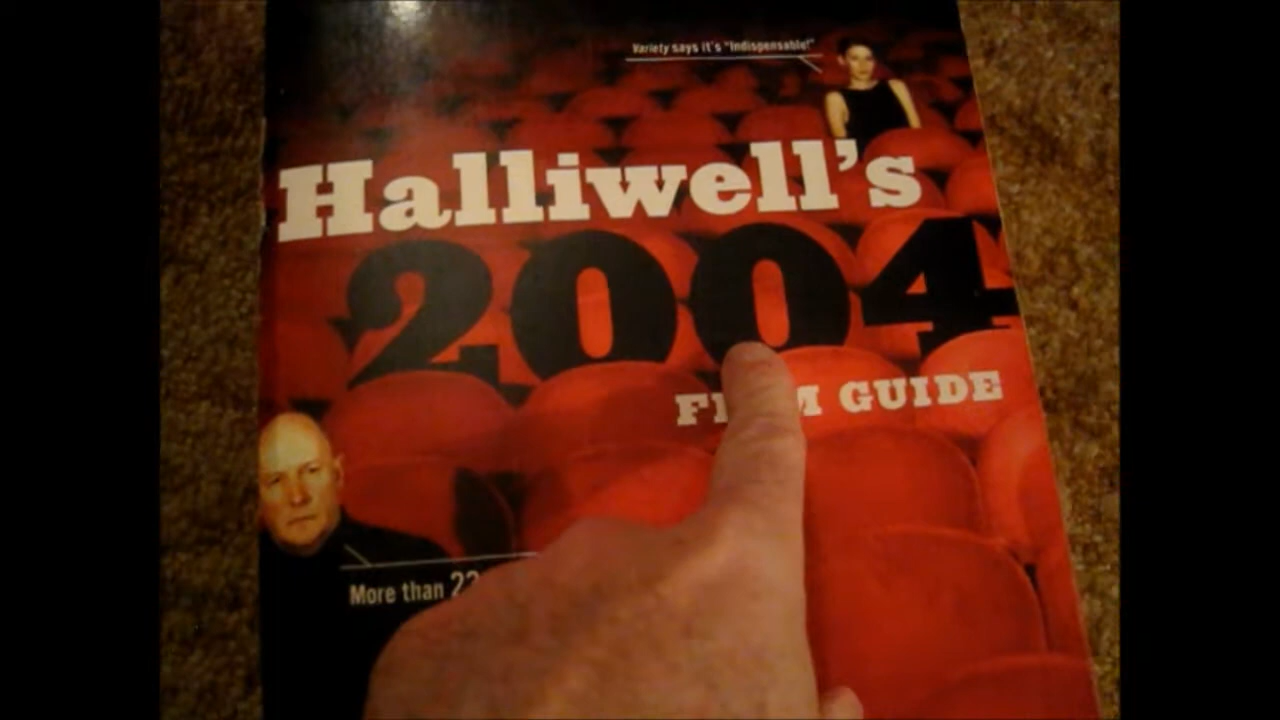 Variety says it's "Indispensable!"
Halliwell's
2004
GUIDE
More than